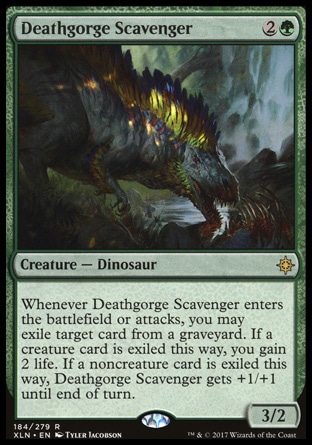 Deathgorge Scavenger 2
Creature — Dinosaur
Whenever Deathgorge Scavenger enters
the battlefield or attacks, you may
exile target card from a graveyard. If a
creature card is exiled this way, you gain
2 life. If a noncreature card is exiled this
way, Deathgorge Scavenger gets +1/+1
until end of turn.
3/2
184/279 R
XLN • EN Tyler Jacobson
™ & © 2017 Wizards of the Coast